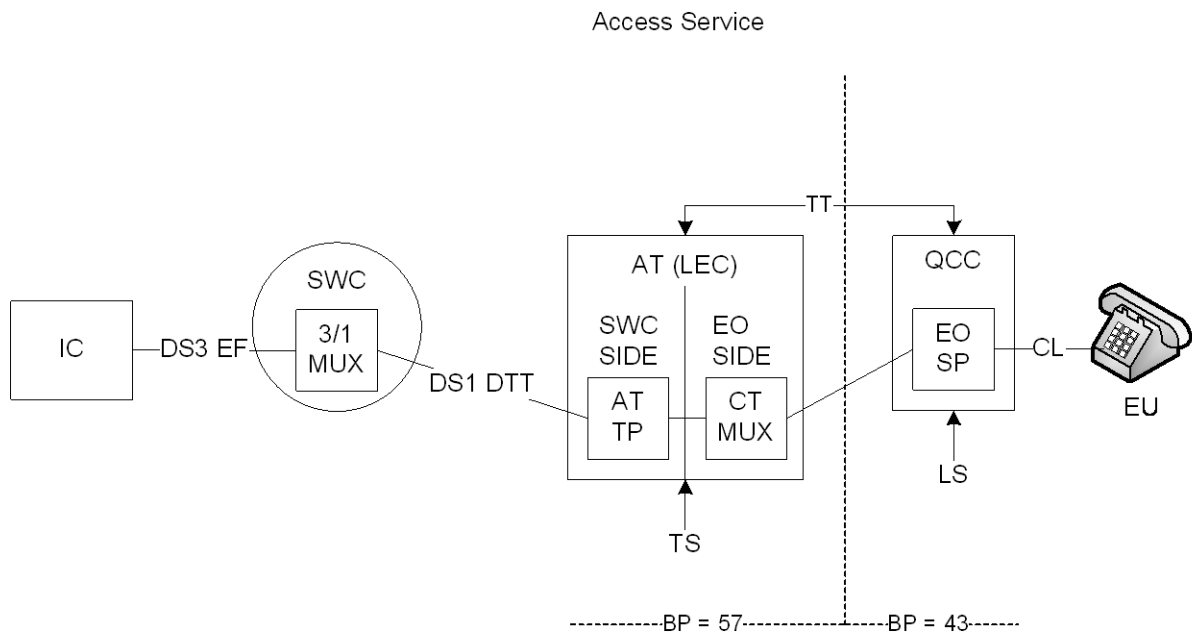 Access Service
TT
AT (LEC)
QCC
SWC
SWC
SIDE
EO
SIDE
IC
DS3 EF
3/1
MUX
DS1 DTT
AT
TP
CT
MUX
EO
SP
CL
EU
LS
TS
BP = 57
BP = 43